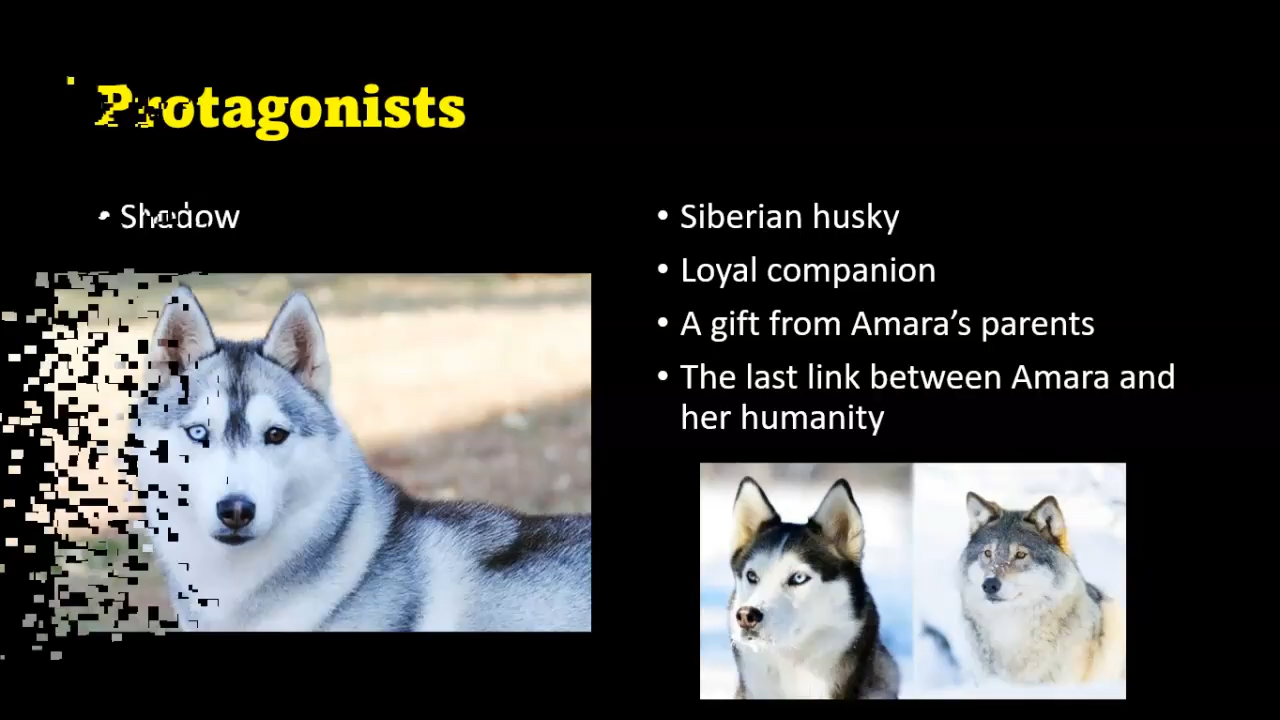 Protagonists
• Shadow
• Siberian husky
• Loyal companion
• A gift from Amara’s parents
• The last link between Amara and
her humanity